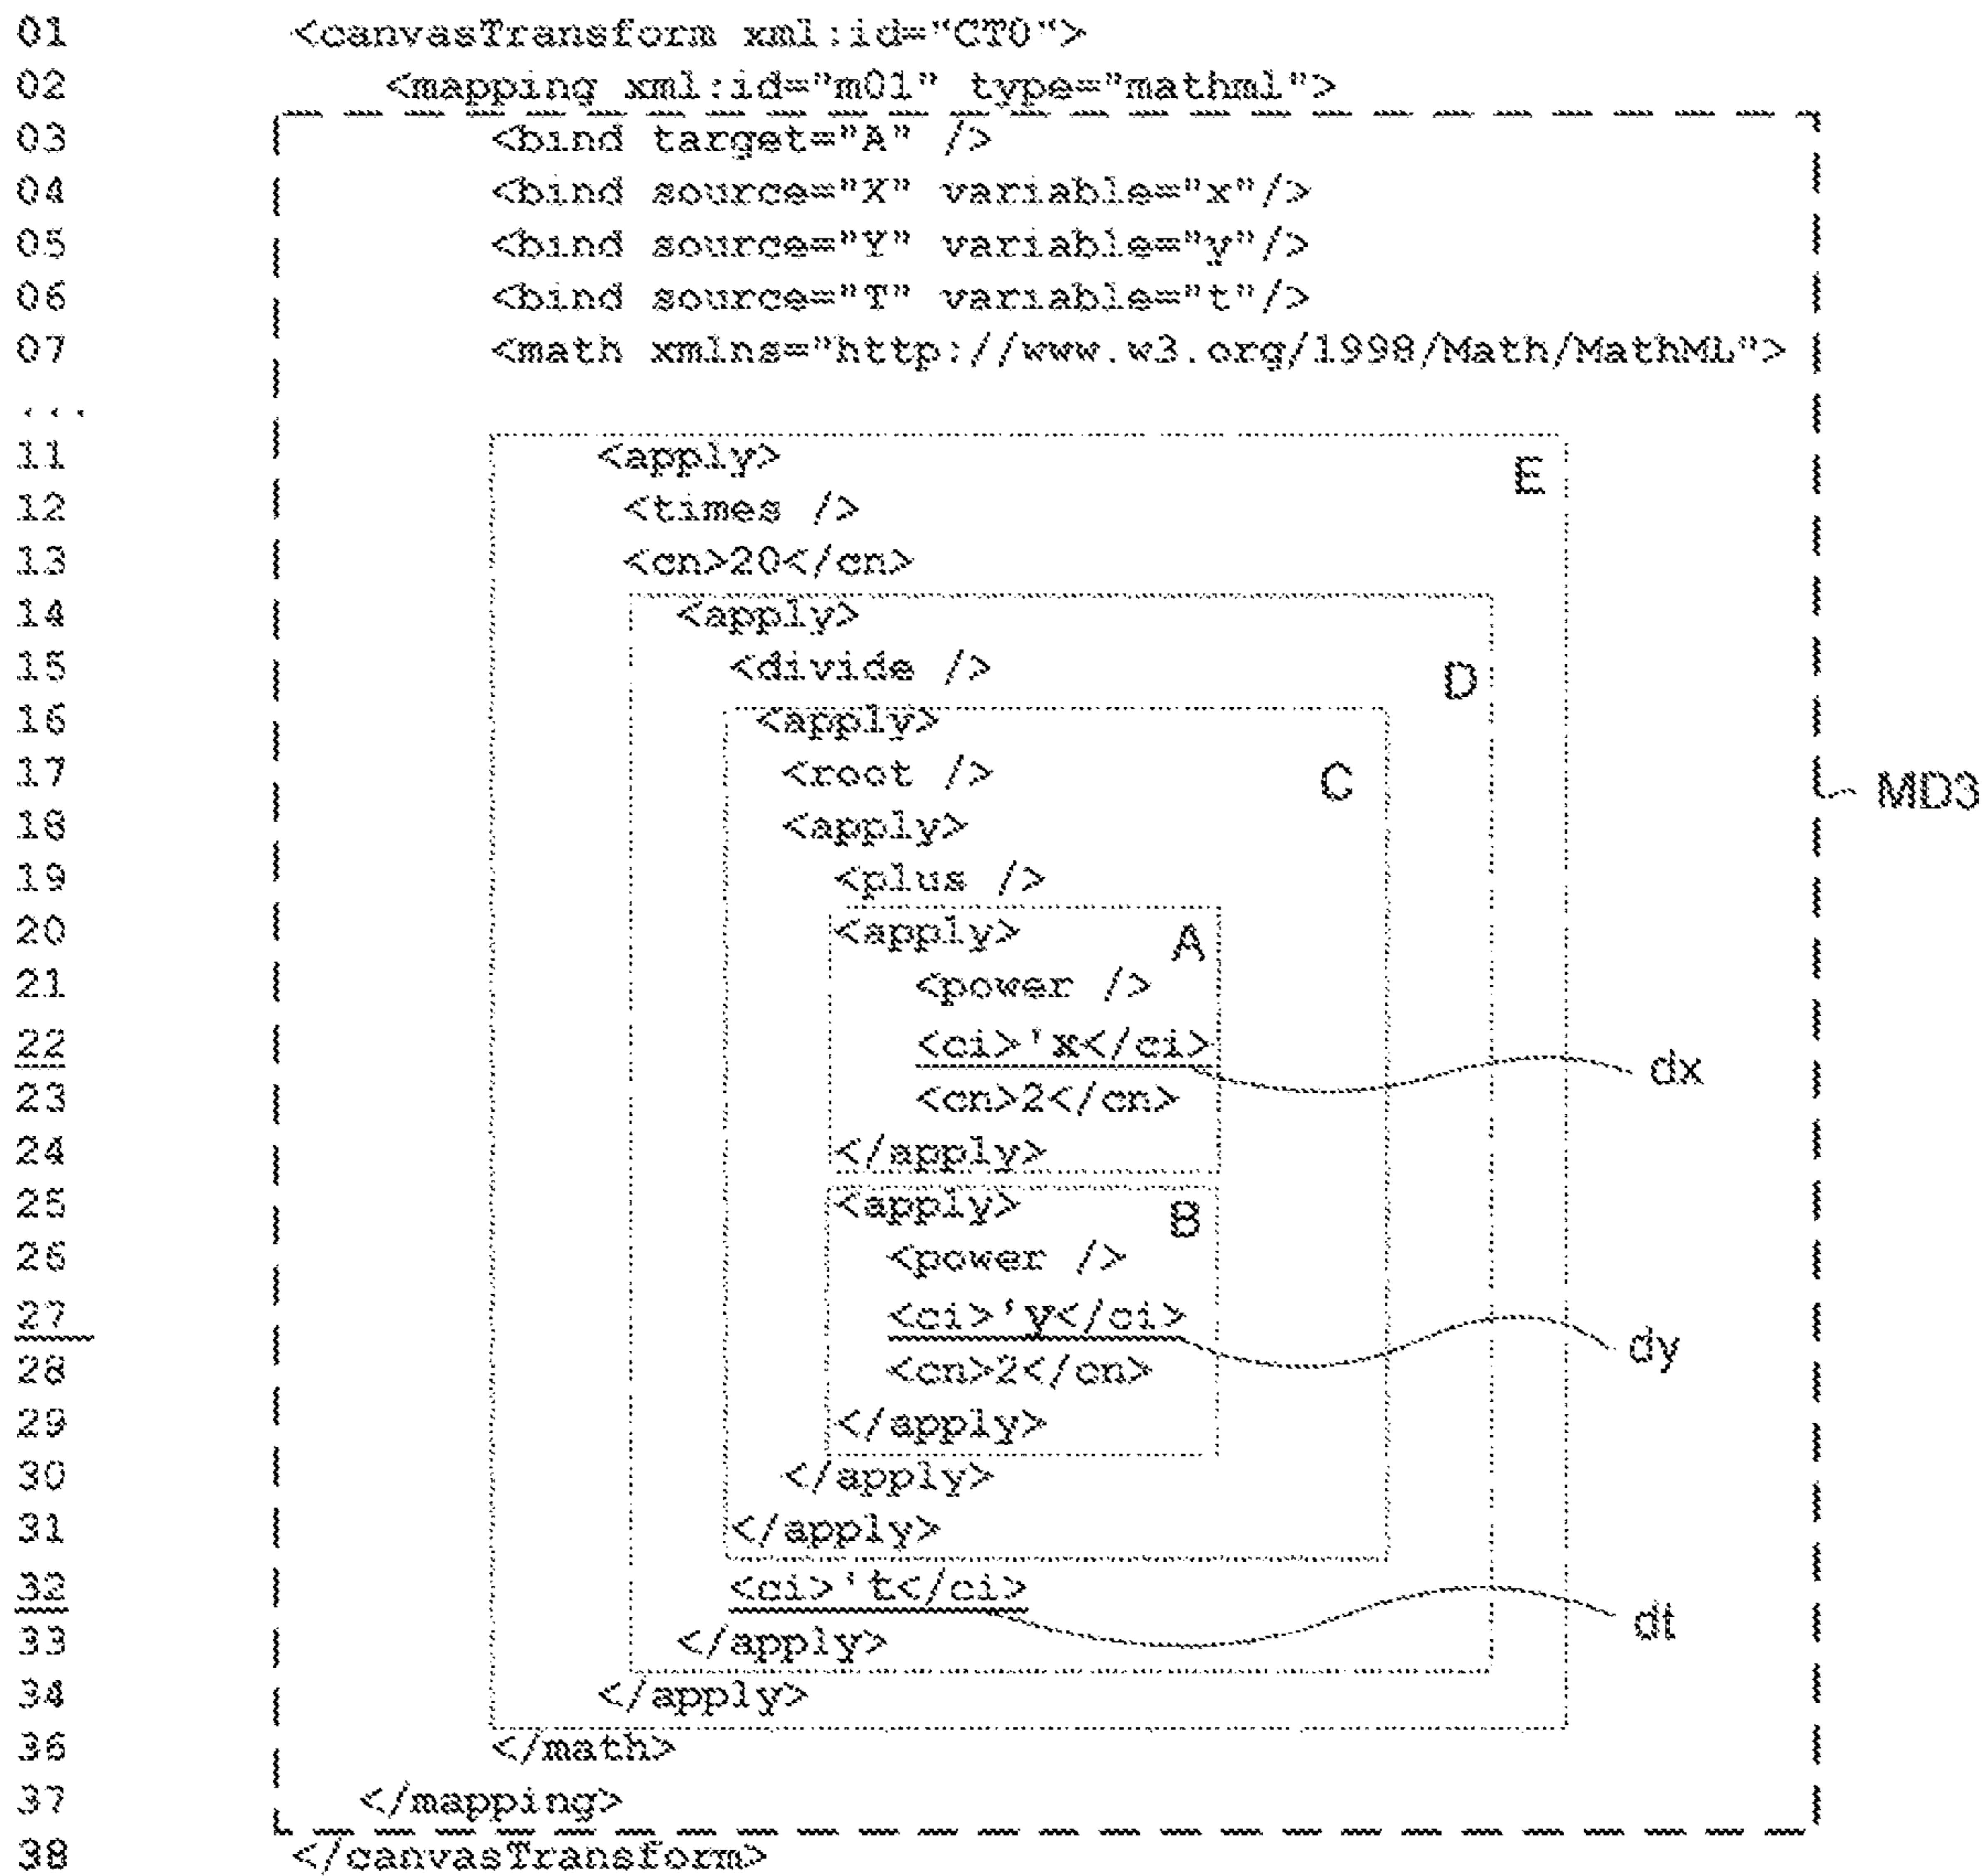 01 <canvasTransform xml:id="CT0">
02 <mapping xml:id="m01" type="mathml">
03 <bind target="A" />
04 <bind source="X" variable="x"/>
05 <bind source="Y" variable="y"/>
06 <bind source="T" variable="t"/>
07 <math xmlns="http://www.w3.org/1998/Math/MathML">
...
11 <apply> E
12 <times />
13 <cn>20</cn>
14 <apply>
15 <divide /> D
16 <apply>
17 <root /> C MD3
18 <apply>
19 <plus />
20 <apply> A
21 <power />
22 <ci>'x</ci> dx
23 <cn>2</cn>
24 </apply>
25 <apply> B
26 <power />
27 <ci>'y</ci> dy
28 <cn>2</cn>
29 </apply>
30 </apply>
31 </apply>
32 <ci>'t</ci> dt
33 </apply>
34 </apply>
36 </math>
37 </mapping>
38 </canvasTransform>